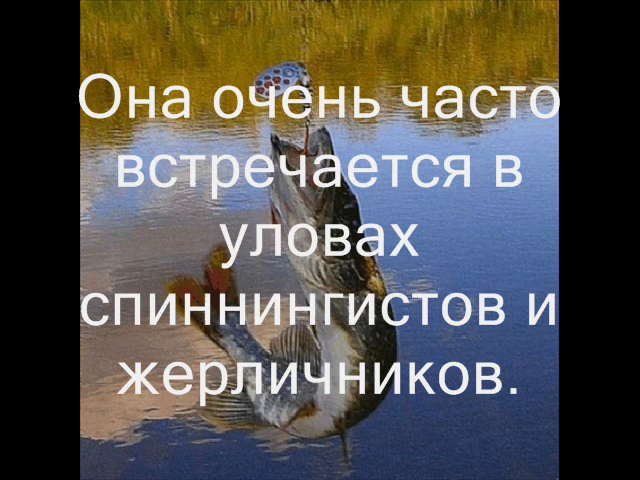 Она очень часто
встречается в
уловах
спиннингистов и
жерличников.